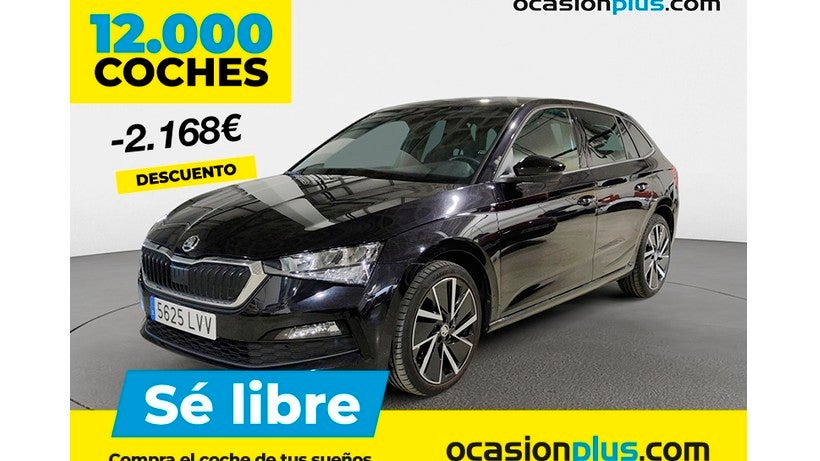 ocasionplus.com
12.000
COCHES
-2.168€
DESCUENTO
5625 LVV
Sé libre
Compra el coche de tus sueños
ocasionplus.com